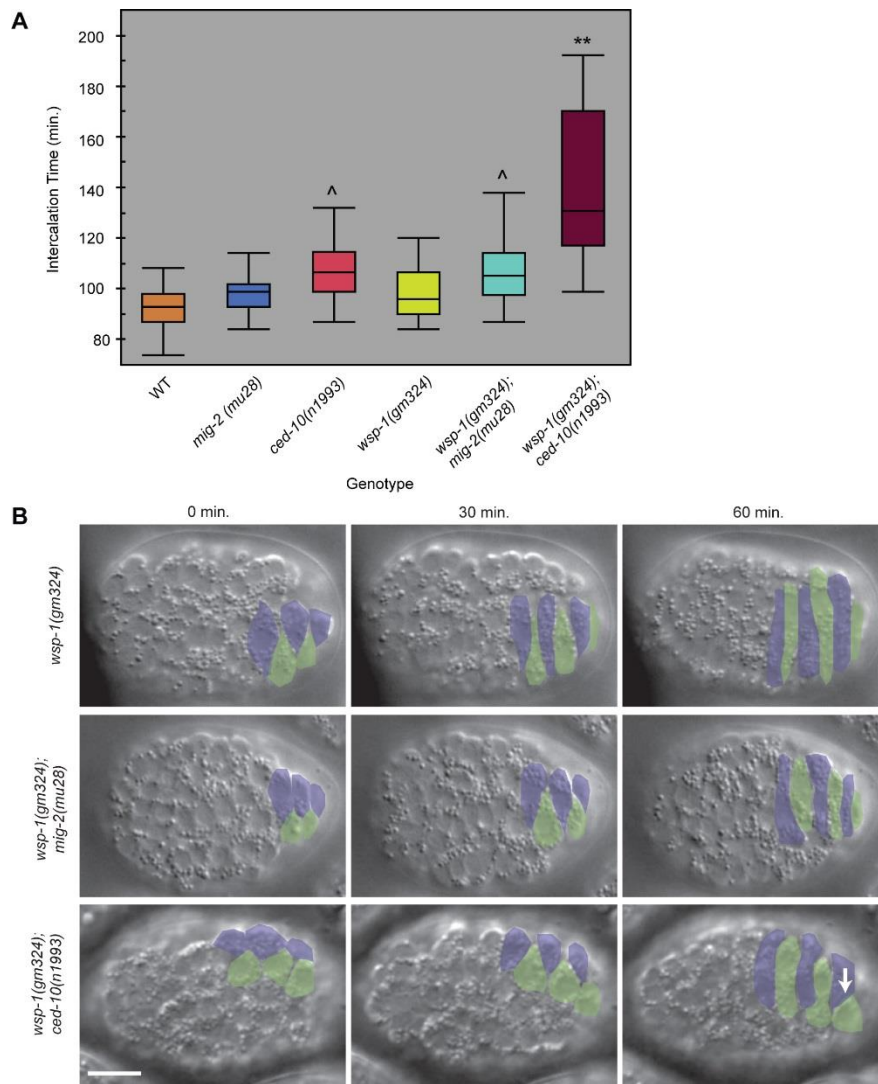 A
Intercalation Time (min.)
200
180
160
140
120
100
80
^
^
**
WT
mig-2 (mu28)
ced-10(n1993)
wsp-1(gm324)
wsp-1(gm324);
mig-2(mu28)
wsp-1(gm324);
ced-10(n1993)
Genotype
B
0 min.
30 min.
60 min.
wsp-1(gm324)
wsp-1(gm324);
mig-2(mu28)
wsp-1(gm324);
ced-10(n1993)